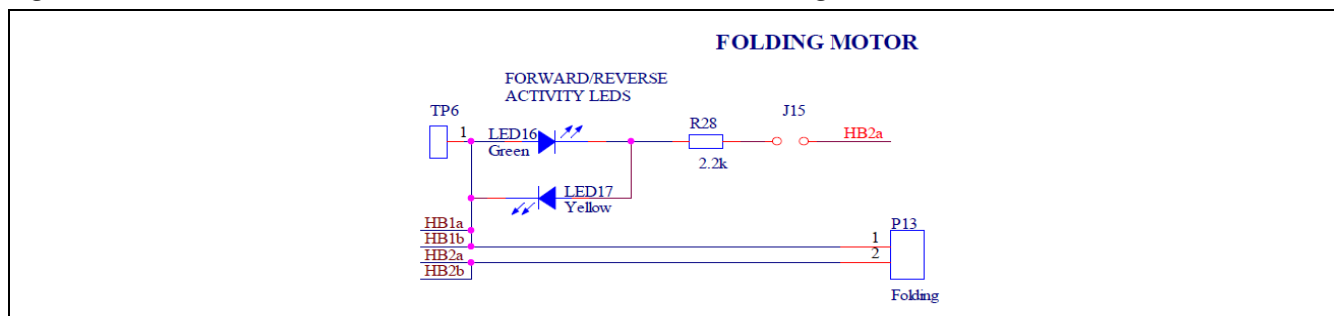 FOLDING MOTOR
FORWARD/REVERSE
ACTIVITY LEDS
TP6
1
LED16
Green
R28
2.2k
J15
HB2a
LED17
Yellow
HB1a
HB1b
HB2a
HB2b
P13
1
2
Folding